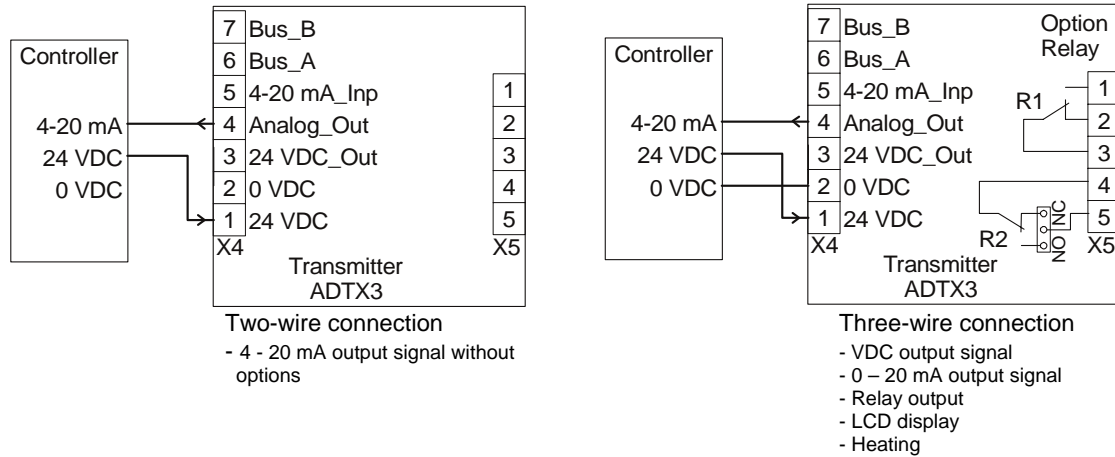 Controller
4-20 mA
24 VDC
0 VDC
7 Bus_B
6 Bus_A
5 4-20 mA_Inp
4 Analog_Out
3 24 VDC_Out
2 0 VDC
1 24 VDC
X4
1
2
3
4
5
X5
Transmitter
ADTX3
Two-wire connection
- 4 - 20 mA output signal without
options
Controller
4-20 mA
24 VDC
0 VDC
7 Bus_B
6 Bus_A
5 4-20 mA_Inp
4 Analog_Out
3 24 VDC_Out
2 0 VDC
1 24 VDC
X4
Option
Relay
R1
R2
NC
NO
1
2
3
4
5
X5
Transmitter
ADTX3
Three-wire connection
- VDC output signal
- 0 – 20 mA output signal
- Relay output
- LCD display
- Heating